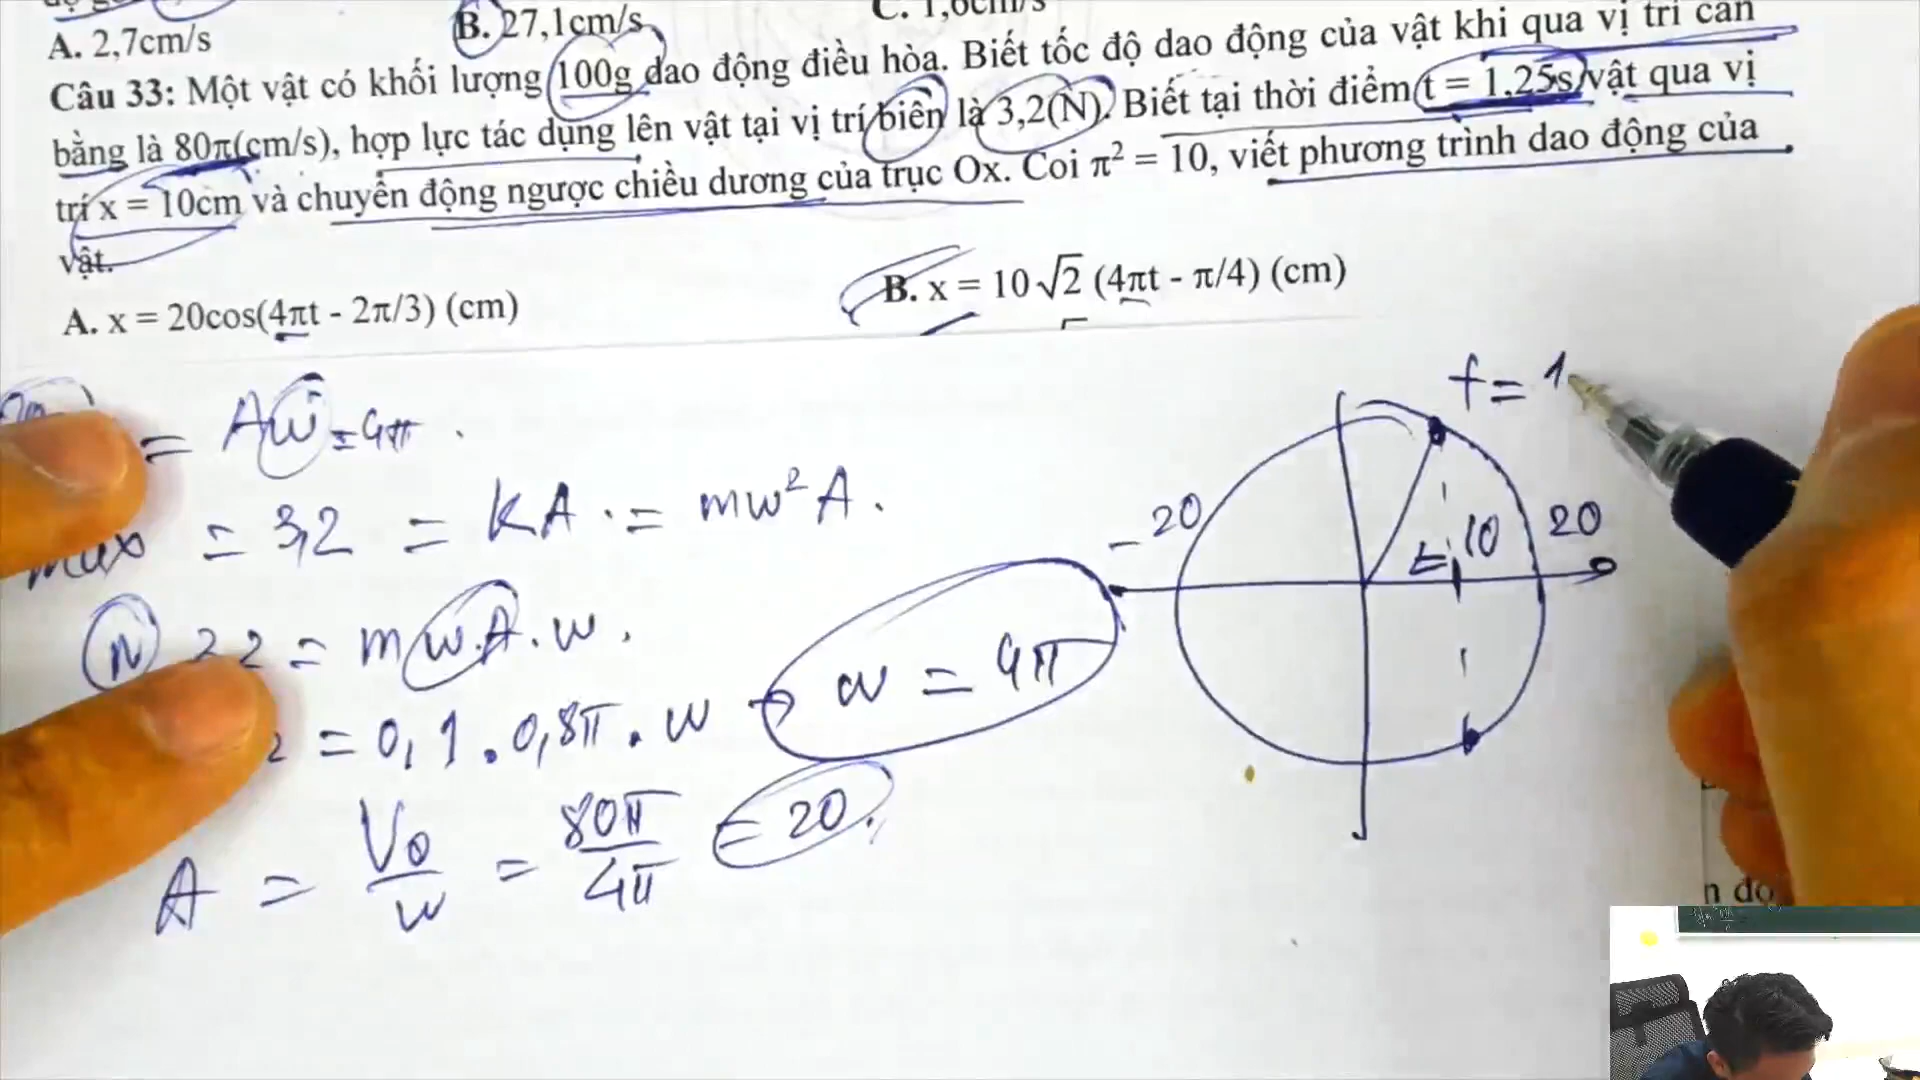 A. 2,7cm/s B. 27,1cm/s C. 1,6cm/s
Câu 33: Một vật có khối lượng 100g dao động điều hòa. Biết tốc độ dao động của vật khi qua vị trí cân
bằng là 80π(cm/s), hợp lực tác dụng lên vật tại vị trí biên là 3,2(N). Biết tại thời điểm t = 1,25s vật qua vị
trí x = 10cm và chuyển động ngược chiều dương của trục Ox. Coi π² = 10, viết phương trình dao động của
vật.
A. x = 20cos(4πt - 2π/3) (cm) B. x = 10√2 (4πt - π/4) (cm)
= Aω = 4π .
max = 3,2 = KA . = mω²A .
N = mω.A.ω .
2 = 0,1 . 0,8π . ω → ω = 4π
A = V₀/ω = 80π/4π = 20 .
t = 1,
-20 10 20